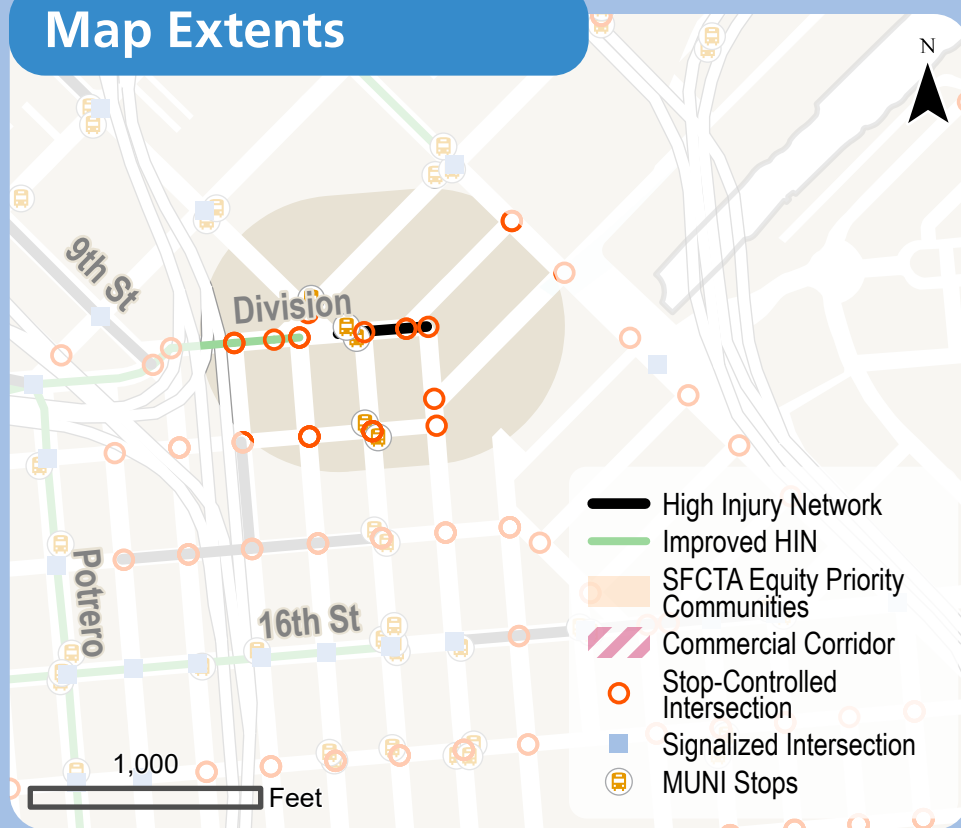 Map Extents
N
9th St
Division
Potrero
16th St
High Injury Network
Improved HIN
SFCTA Equity Priority
Communities
Commercial Corridor
Stop-Controlled
Intersection
Signalized Intersection
MUNI Stops
1,000
Feet